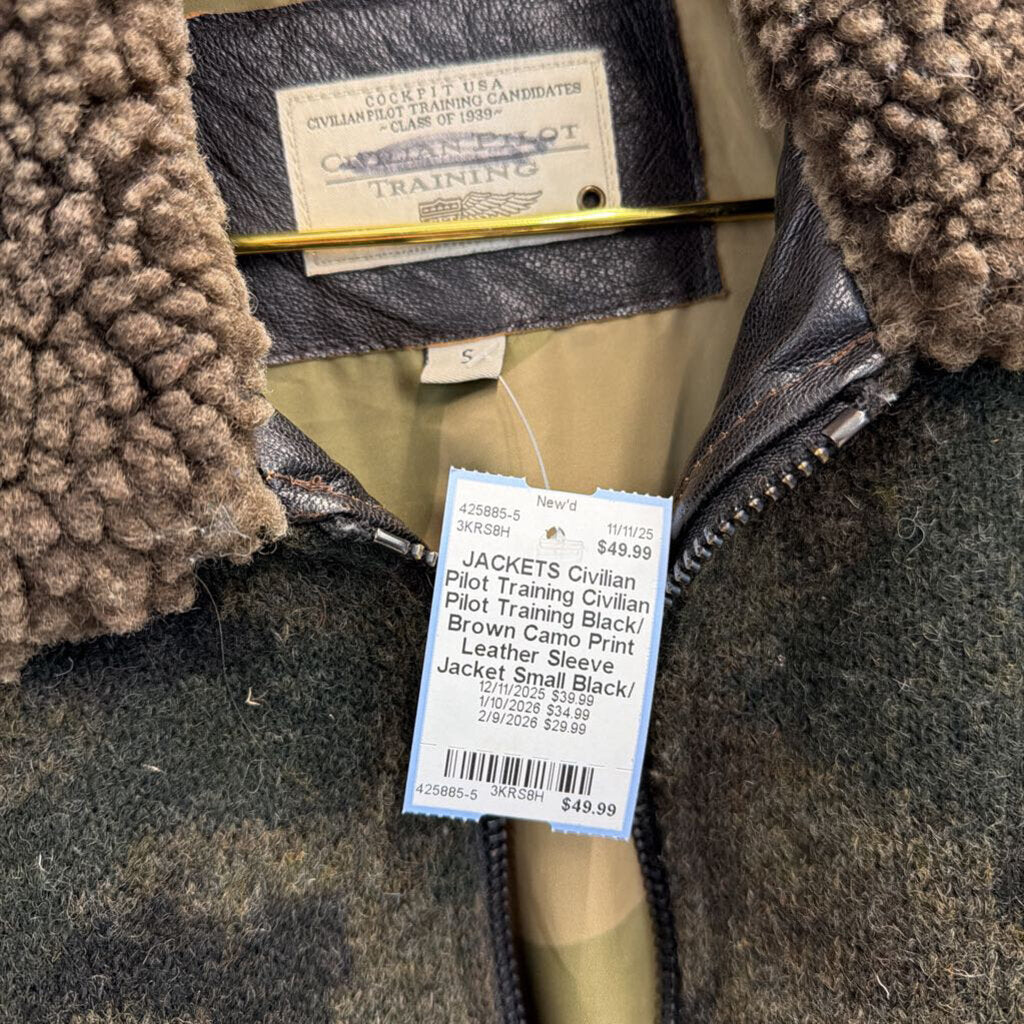 COCKPIT USA
CIVILIAN PILOT TRAINING CANDIDATES
~CLASS OF 1939~
CIVILIAN PILOT
TRAINING
S
New'd
425885-5 11/11/25
3KRS8H $49.99
JACKETS Civilian
Pilot Training Civilian
Pilot Training Black/
Brown Camo Print
Leather Sleeve
Jacket Small Black/
12/11/2025 $39.99
1/10/2026 $34.99
2/9/2026 $29.99
425885-5 3KRS8H $49.99